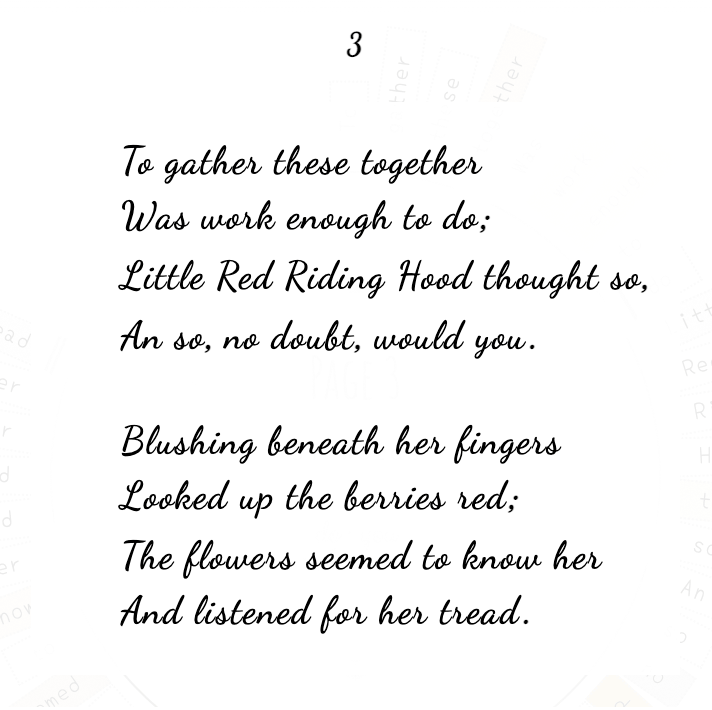 3
To gather these together
Was work enough to do;
Little Red Riding Hood thought so,
An so, no doubt, would you.
Blushing beneath her fingers
Looked up the berries red;
The flowers seemed to know her
And listened for her tread.